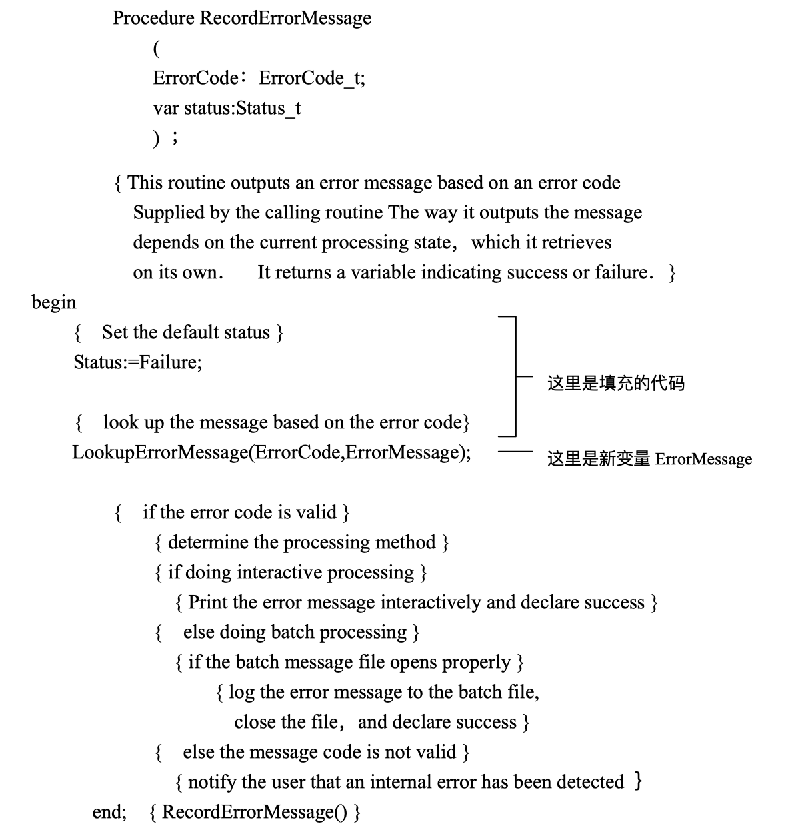 Procedure RecordErrorMessage
(
ErrorCode：ErrorCode_t;
var status:Status_t
) ;
{ This routine outputs an error message based on an error code
Supplied by the calling routine The way it outputs the message
depends on the current processing state，which it retrieves
on its own． It returns a variable indicating success or failure．}
begin
{ Set the default status }
Status:=Failure;
这里是填充的代码
{ look up the message based on the error code}
LookupErrorMessage(ErrorCode,ErrorMessage);
这里是新变量 ErrorMessage
{ if the error code is valid }
{ determine the processing method }
{ if doing interactive processing }
{ Print the error message interactively and declare success }
{ else doing batch processing }
{ if the batch message file opens properly }
{ log the error message to the batch file,
close the file，and declare success }
{ else the message code is not valid }
{ notify the user that an internal error has been detected }
end; { RecordErrorMessage() }